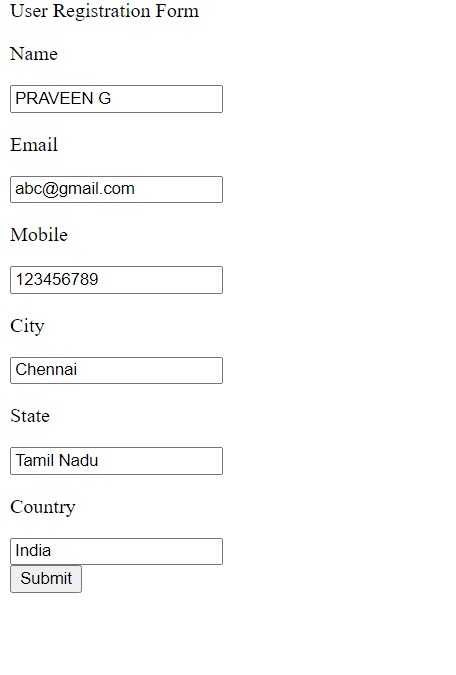 User Registration Form
Name
PRAVEEN G
Email
abc@gmail.com
Mobile
123456789
City
Chennai
State
Tamil Nadu
Country
India
Submit